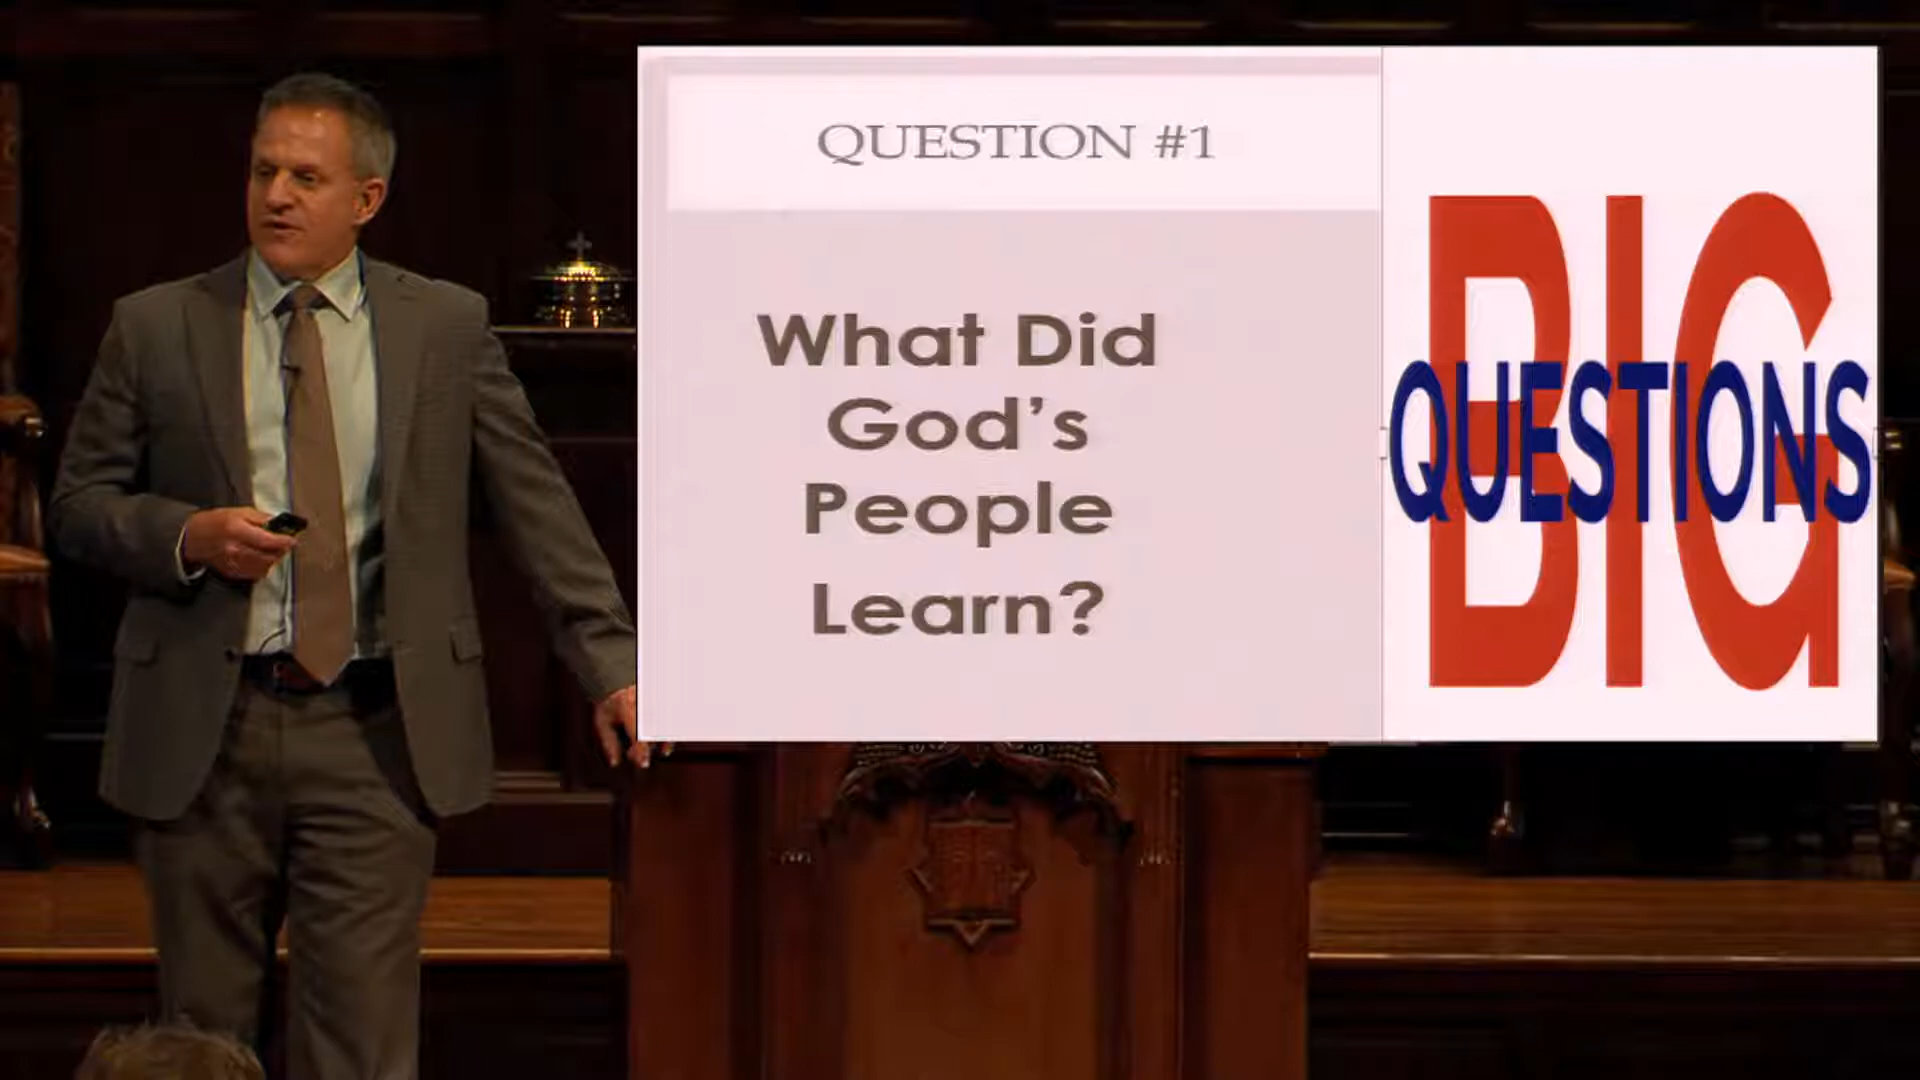 QUESTION #1
What Did
God's
People
Learn?
BIG
QUESTIONS